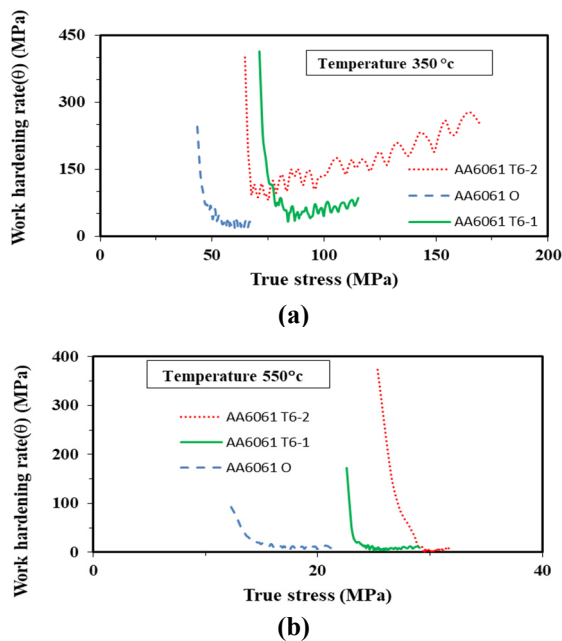 450
Temperature 350 °c
300
150
0
Work hardening rate(θ) (MPa)
AA6061 T6-2
AA6061 O
AA6061 T6-1
0 50 100 150 200
True stress (MPa)
(a)
400
Temperature 550°c
300
200
100
0
Work hardening rate(θ) (MPa)
AA6061 T6-2
AA6061 T6-1
AA6061 O
0 20 40
True stress (MPa)
(b)